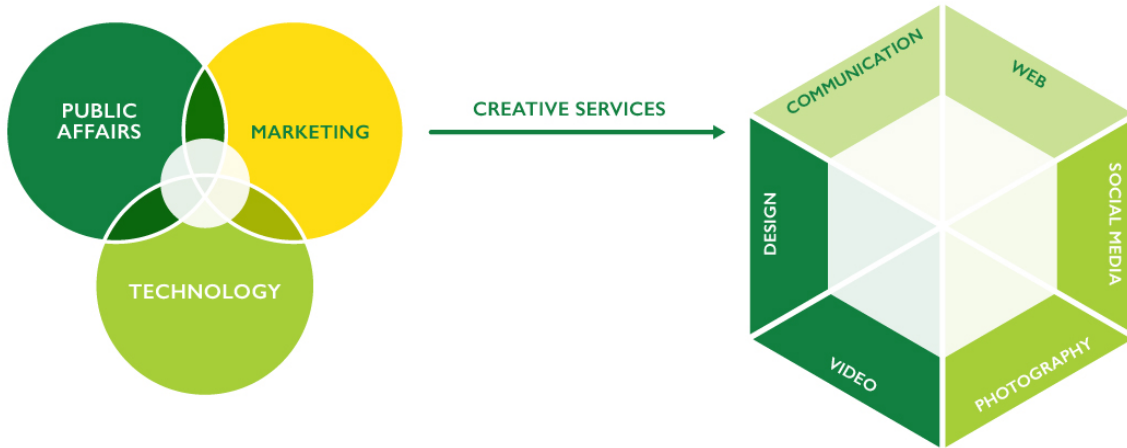 PUBLIC
AFFAIRS
MARKETING
TECHNOLOGY
CREATIVE SERVICES
COMMUNICATION
WEB
SOCIAL MEDIA
PHOTOGRAPHY
VIDEO
DESIGN